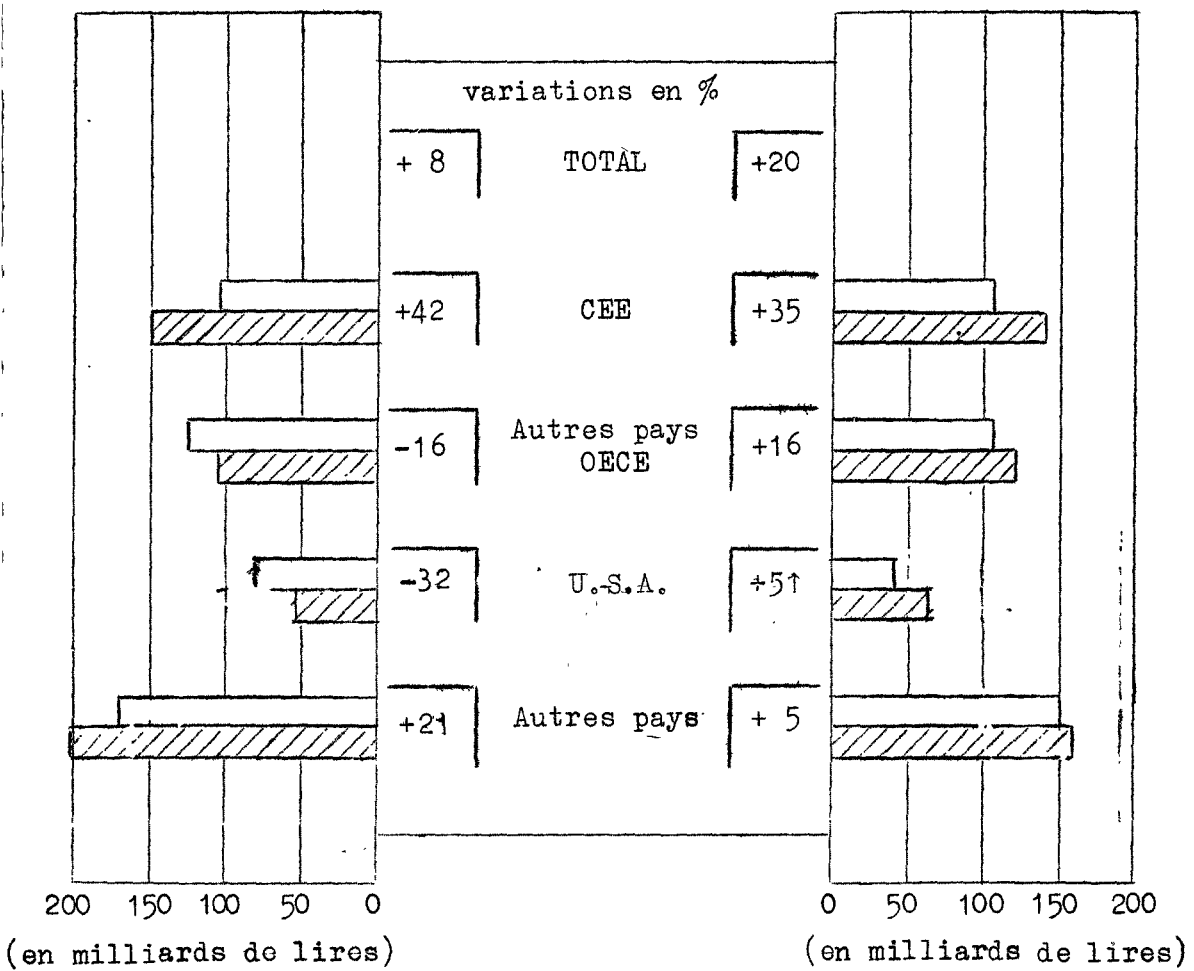 variations en %
+ 8 TOTAL +20
+42 CEE +35
-16 Autres pays OECE +16
-32 U.S.A. +51
+21 Autres pays + 5
200 150 100 50 0 0 50 100 150 200
(en milliards de lires) (en milliards de lires)